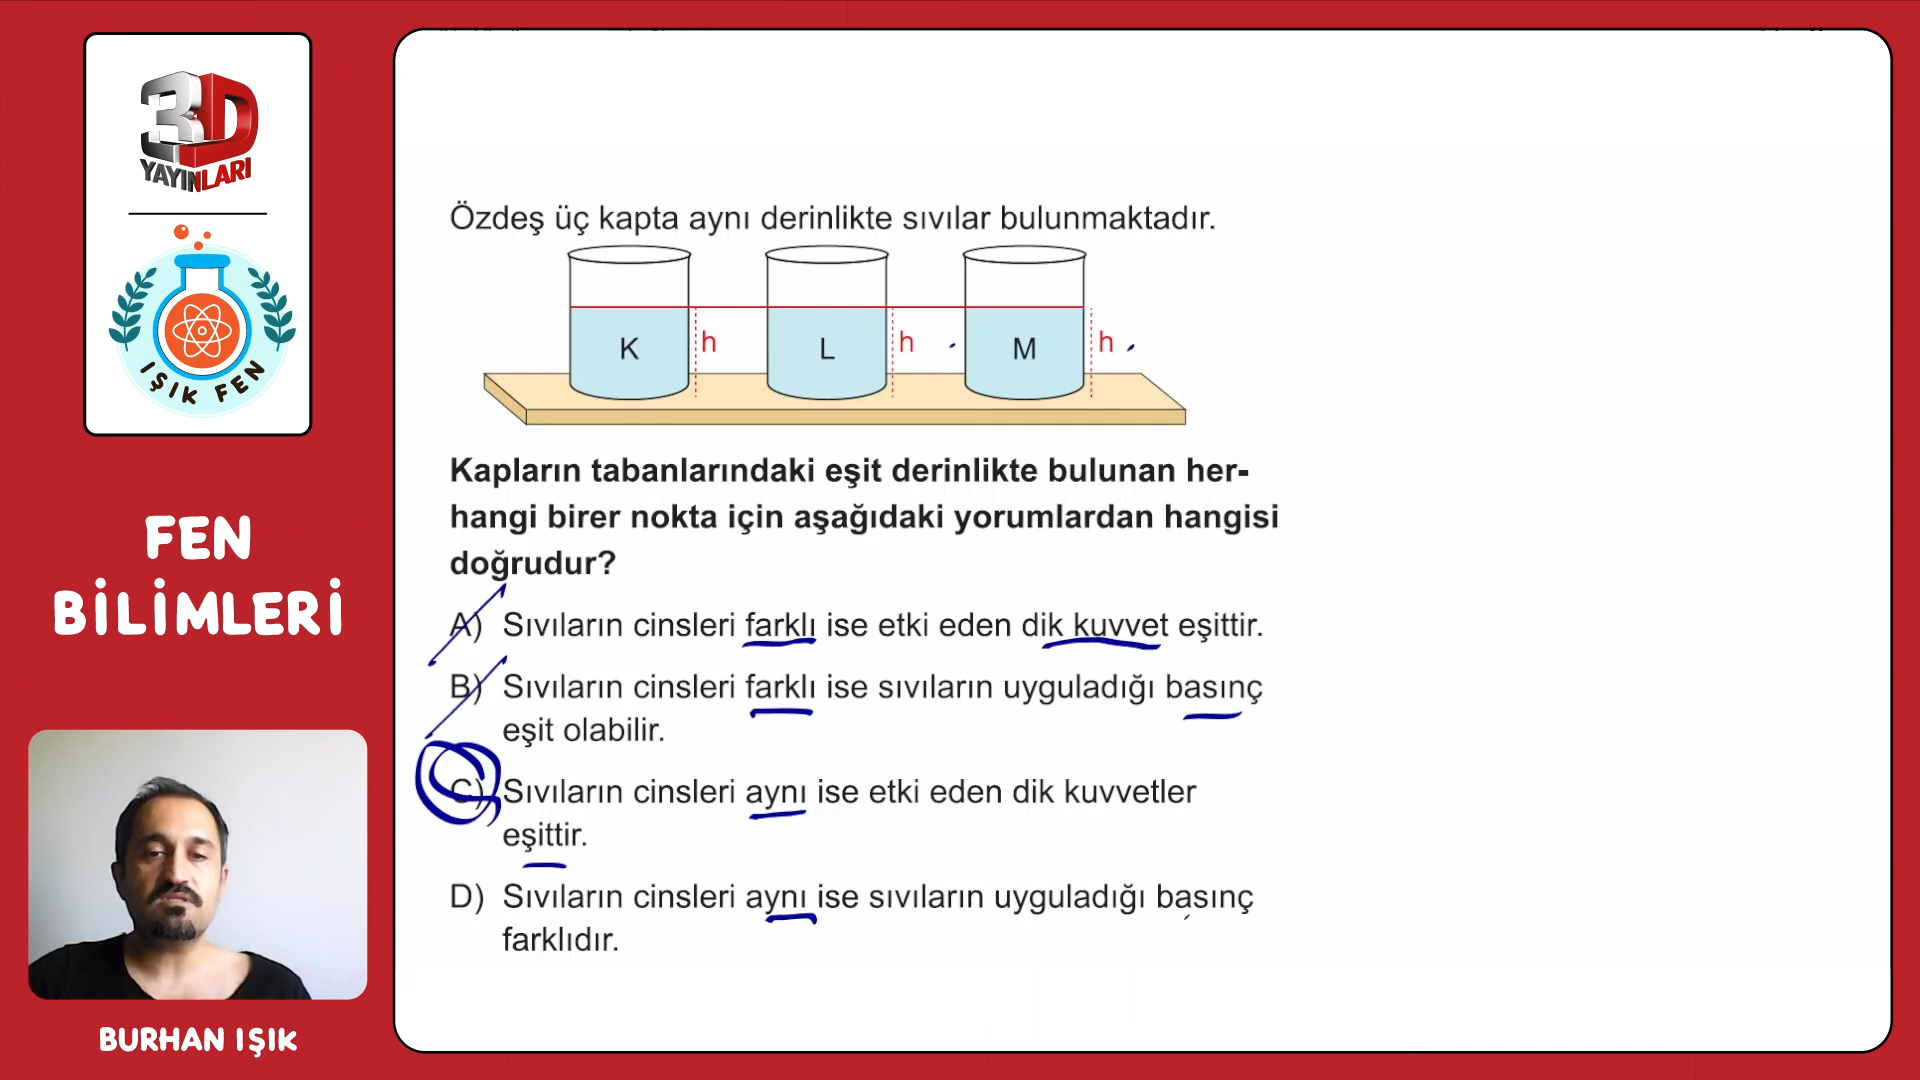 3D
YAYINLARI
IŞIK FEN
FEN
BİLİMLERİ
BURHAN IŞIK
Özdeş üç kapta aynı derinlikte sıvılar bulunmaktadır.
K h L h M h
Kapların tabanlarındaki eşit derinlikte bulunan her-
hangi birer nokta için aşağıdaki yorumlardan hangisi
doğrudur?
A) Sıvıların cinsleri farklı ise etki eden dik kuvvet eşittir.
B) Sıvıların cinsleri farklı ise sıvıların uyguladığı basınç
eşit olabilir.
C) Sıvıların cinsleri aynı ise etki eden dik kuvvetler
eşittir.
D) Sıvıların cinsleri aynı ise sıvıların uyguladığı basınç
farklıdır.